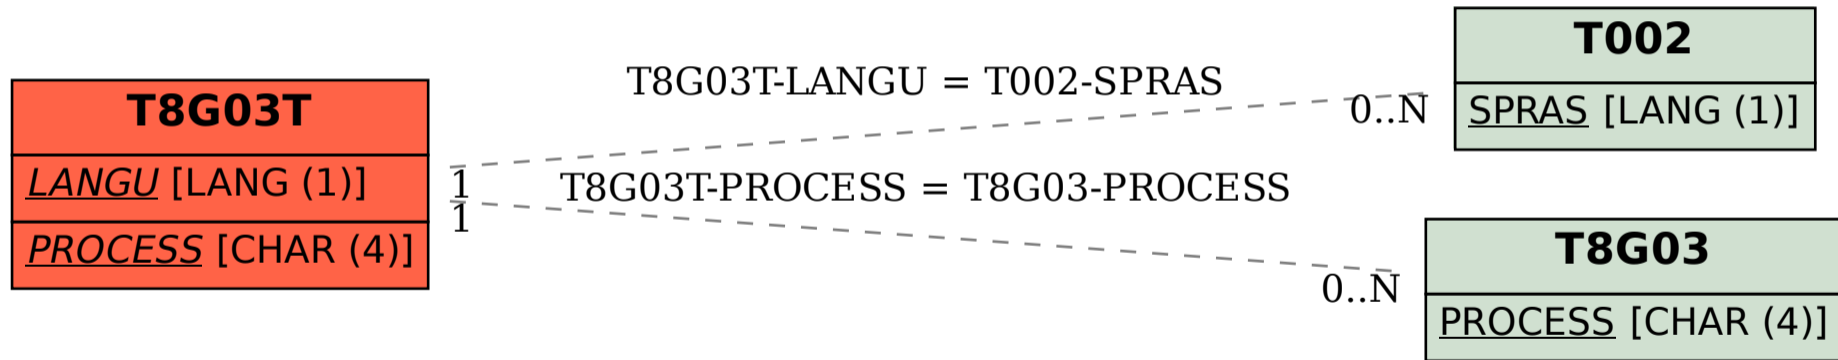 T8G03T
LANGU [LANG (1)]
PROCESS [CHAR (4)]
T8G03T-LANGU = T002-SPRAS
1
0..N
T8G03T-PROCESS = T8G03-PROCESS
1
0..N
T002
SPRAS [LANG (1)]
T8G03
PROCESS [CHAR (4)]